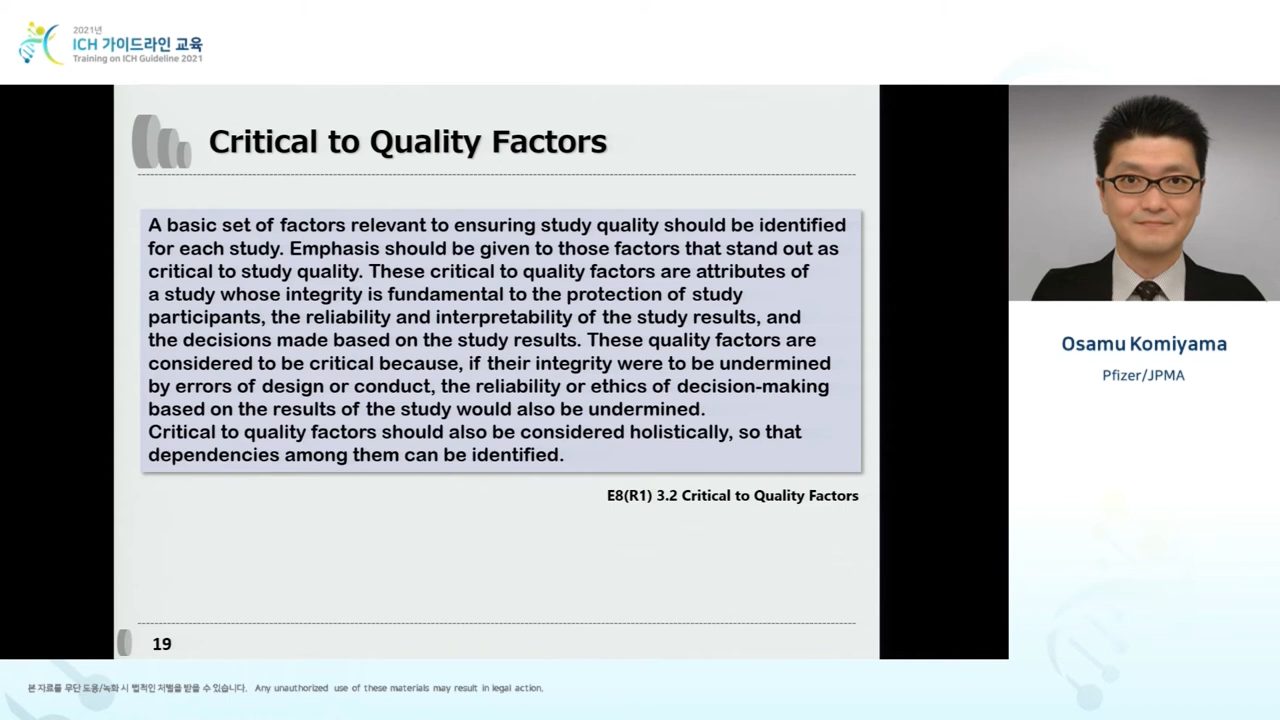 2021년
ICH 가이드라인 교육
Training on ICH Guideline 2021
Critical to Quality Factors
A basic set of factors relevant to ensuring study quality should be identified
for each study. Emphasis should be given to those factors that stand out as
critical to study quality. These critical to quality factors are attributes of
a study whose integrity is fundamental to the protection of study
participants, the reliability and interpretability of the study results, and
the decisions made based on the study results. These quality factors are
considered to be critical because, if their integrity were to be undermined
by errors of design or conduct, the reliability or ethics of decision-making
based on the results of the study would also be undermined.
Critical to quality factors should also be considered holistically, so that
dependencies among them can be identified.
E8(R1) 3.2 Critical to Quality Factors
19
Osamu Komiyama
Pfizer/JPMA
본 자료를 무단 도용/녹화 시 법적인 처벌을 받을 수 있습니다. Any unauthorized use of these materials may result in legal action.